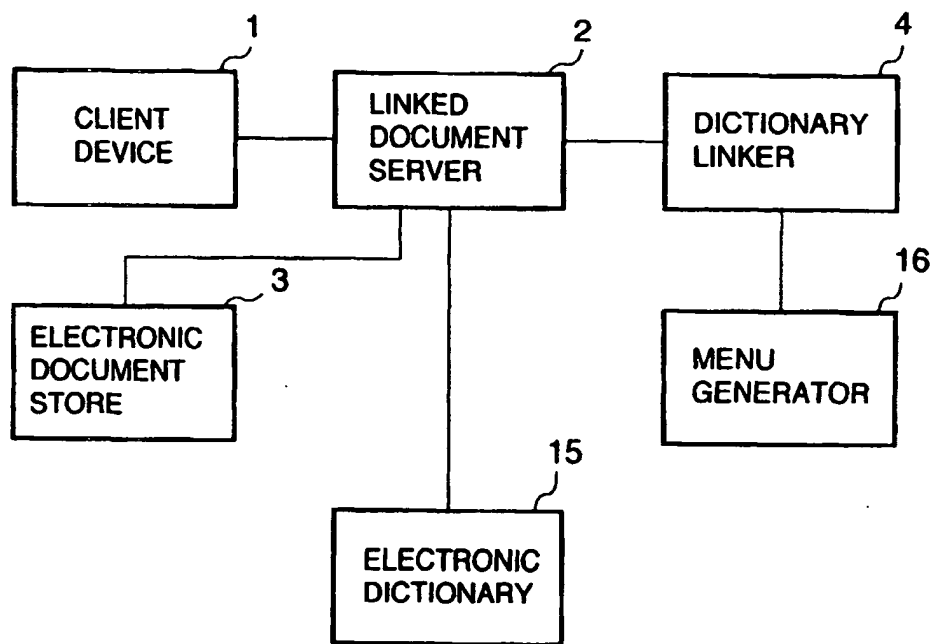 1
2
4
CLIENT
DEVICE
LINKED
DOCUMENT
SERVER
DICTIONARY
LINKER
3
16
ELECTRONIC
DOCUMENT
STORE
MENU
GENERATOR
15
ELECTRONIC
DICTIONARY